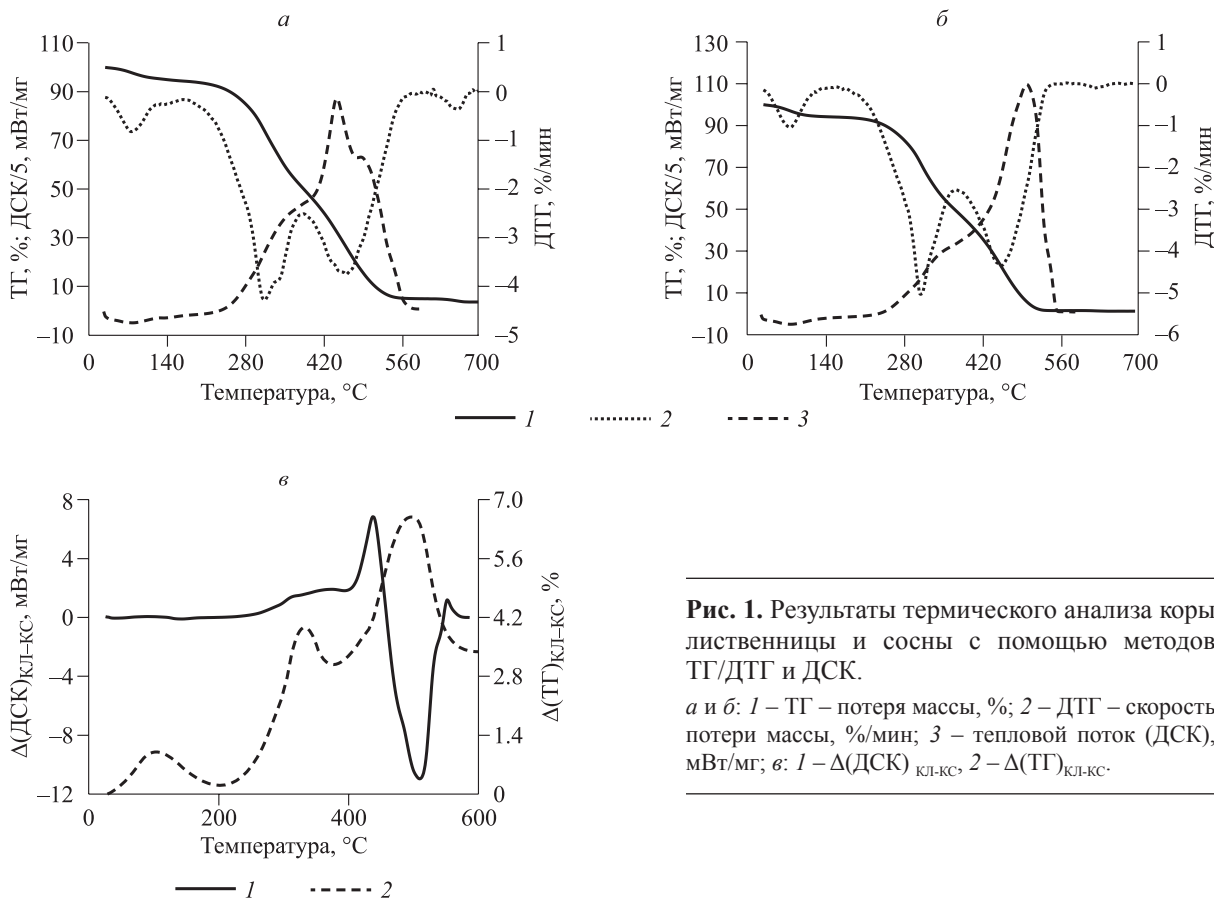 а
110
90
70
50
30
10
–10
ТГ, %; ДСК/5, мВт/мг
1
0
–1
–2
–3
–4
–5
ДТГ, %/мин
0 140 280 420 560 700
Температура, °С
б
130
110
90
70
50
30
10
–10
ТГ, %; ДСК/5, мВт/мг
1
0
–1
–2
–3
–4
–5
–6
ДТГ, %/мин
0 140 280 420 560 700
Температура, °С
1 2 3
в
8
4
0
–4
–8
–12
Δ(ДСК)КЛ–КС, мВт/мг
7.0
5.6
4.2
2.8
1.4
0
Δ(ТГ)КЛ–КС, %
0 200 400 600
Температура, °С
1 2
Рис. 1. Результаты термического анализа коры
лиственницы и сосны с помощью методов
ТГ/ДТГ и ДСК.
а и б: 1 – ТГ – потеря массы, %; 2 – ДТГ – скорость
потери массы, %/мин; 3 – тепловой поток (ДСК),
мВт/мг; в: 1 – Δ(ДСК) КЛ-КС, 2 – Δ(ТГ)КЛ-КС.